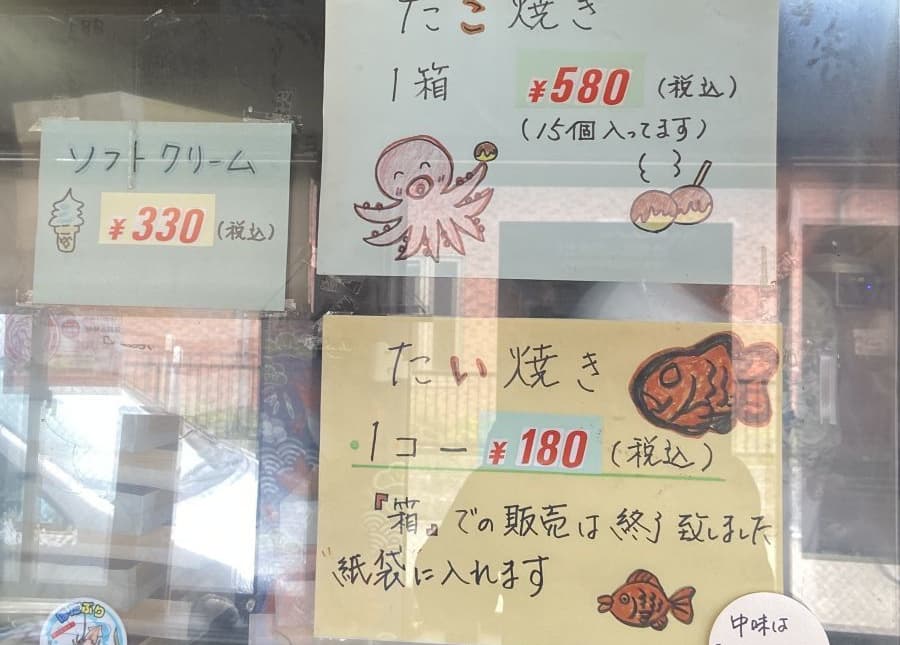 たこ焼き
1箱 ¥580 (税込)
(15個入ってます)
ソフトクリーム
¥330 (税込)
たい焼き
1コー ¥180 (税込)
『箱』での販売は終了致しました
"紙袋に入れます
中味は